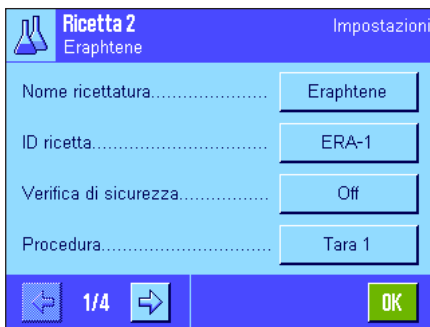 Ricetta 2 Impostazioni
Eraphtene
Nome ricettatura...................... Eraphtene
ID ricetta................................ ERA-1
Verifica di sicurezza................. Off
Procedura............................... Tara 1
1/4 OK